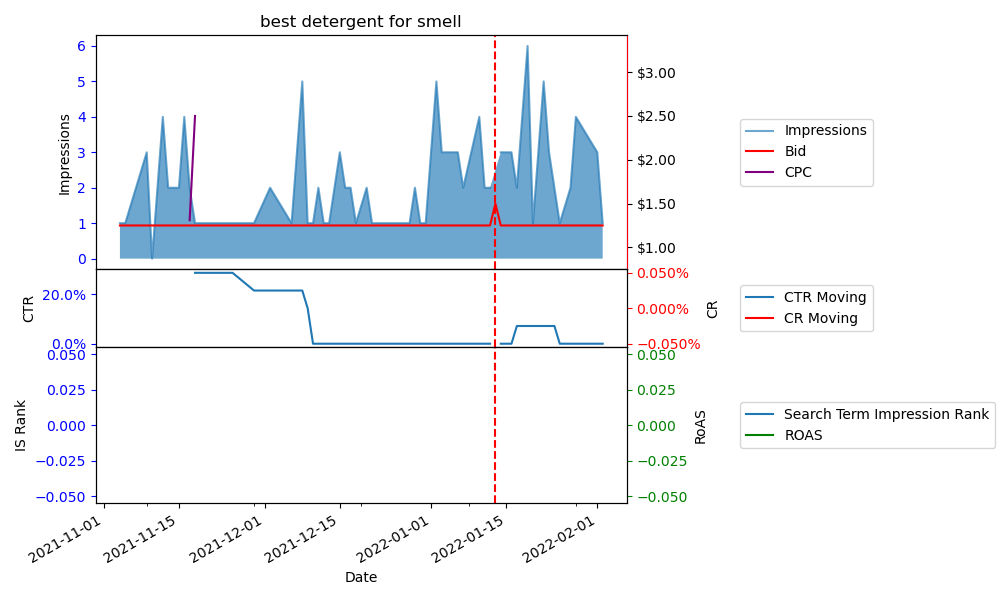 best detergent for smell
6
5
4
3
2
1
0
Impressions
$3.00
$2.50
$2.00
$1.50
$1.00
Impressions
Bid
CPC
20.0%
0.0%
CTR
0.050%
0.000%
−0.050%
CR
CTR Moving
CR Moving
0.050
0.025
0.000
−0.025
−0.050
IS Rank
0.050
0.025
0.000
−0.025
−0.050
RoAS
Search Term Impression Rank
ROAS
2021-11-01
2021-11-15
2021-12-01
2021-12-15
2022-01-01
2022-01-15
2022-02-01
Date